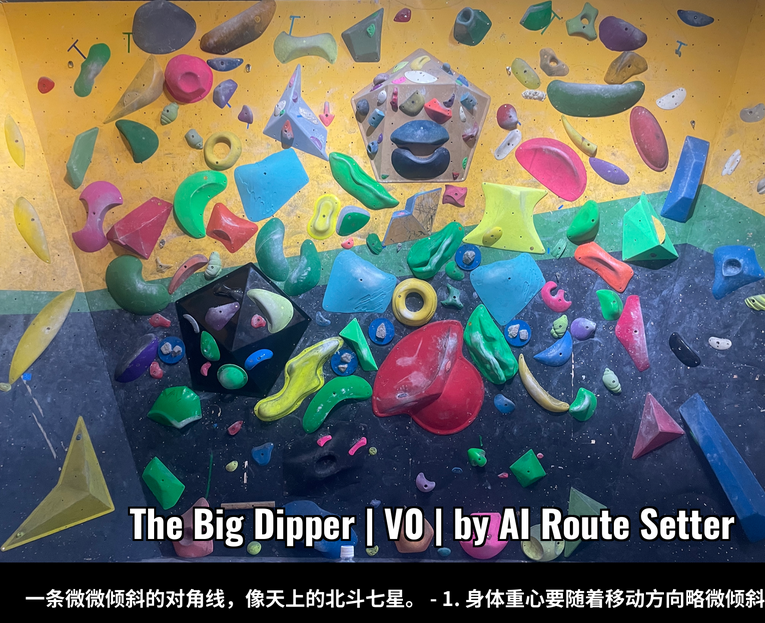 The Big Dipper | V0 | by AI Route Setter
一条微微倾斜的对角线，像天上的北斗七星。 - 1. 身体重心要随着移动方向略微倾斜